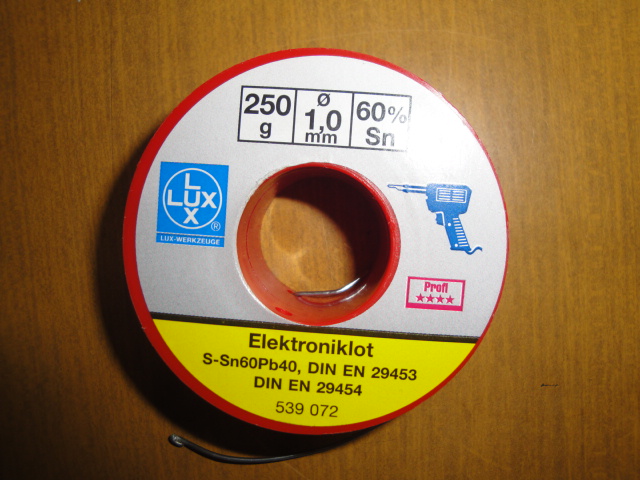 250 g
Ø 1,0 mm
60% Sn
L
LUX
X
®
LUX-WERKZEUGE
Profi
★★★★
Elektroniklot
S-Sn60Pb40, DIN EN 29453
DIN EN 29454
539 072